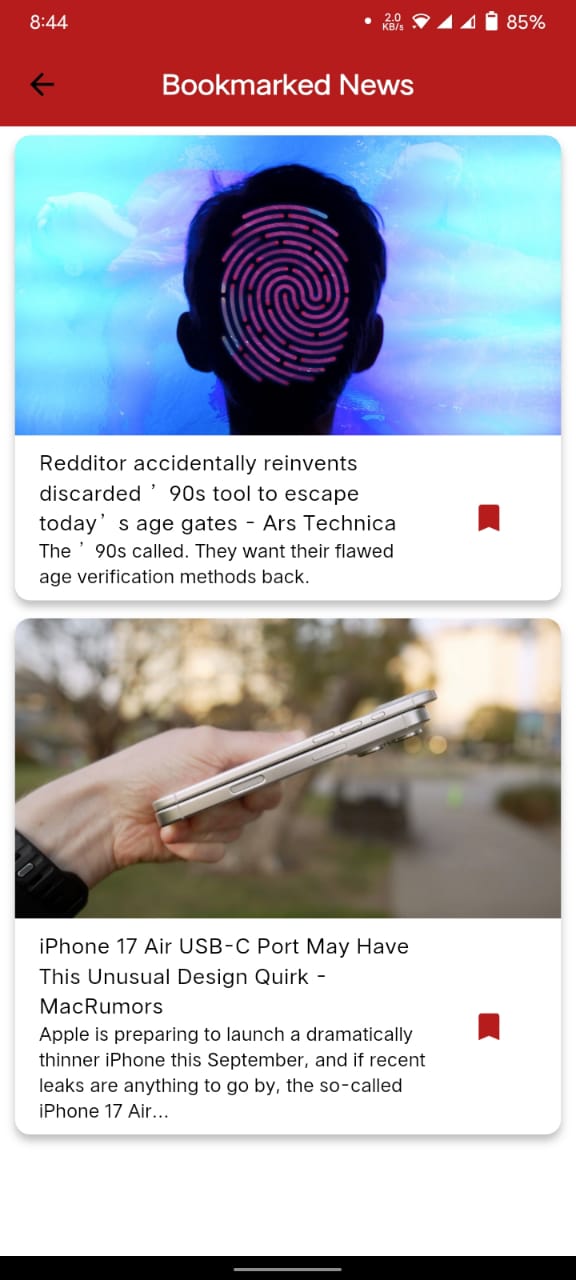 8:44
2.0
KB/s
85%
Bookmarked News
Redditor accidentally reinvents
discarded ’ 90s tool to escape
today’ s age gates - Ars Technica
The ’ 90s called. They want their flawed
age verification methods back.
iPhone 17 Air USB-C Port May Have
This Unusual Design Quirk -
MacRumors
Apple is preparing to launch a dramatically
thinner iPhone this September, and if recent
leaks are anything to go by, the so-called
iPhone 17 Air...